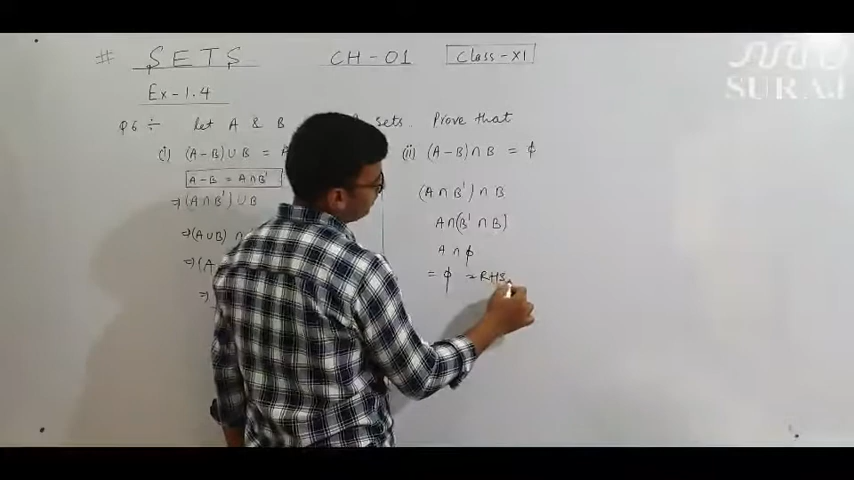 # SETS CH-01 Class-XI
SURAJ
Ex-1.4
Q6 ÷ let A & B sets. Prove that
(i) (A-B)∪B =
A-B = A∩B'
⇒(A∩B')∪B
⇒(A∪B)
⇒(A
⇒
(ii) (A-B)∩B = ϕ
(A∩B')∩B
A∩(B'∩B)
A∩ϕ
= ϕ = RHS